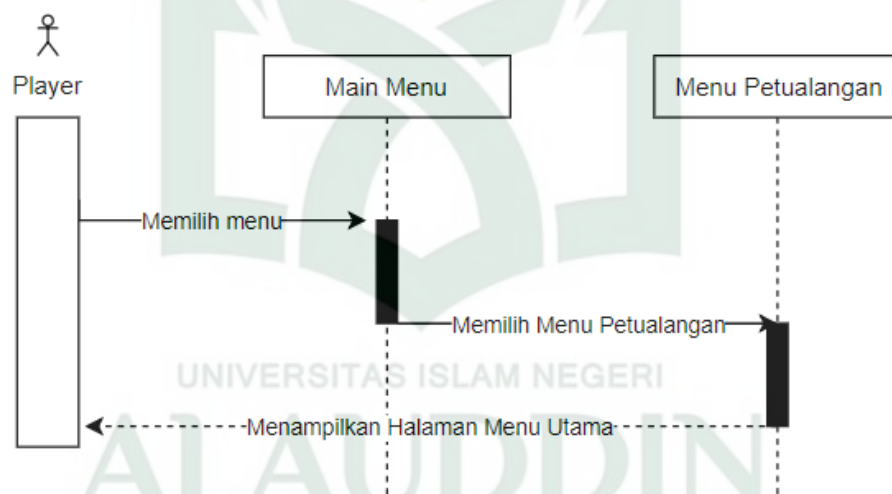 Player
Main Menu
Menu Petualangan
Memilih menu
Memilih Menu Petualangan
UNIVERSITAS ISLAM NEGERI
Menampilkan Halaman Menu Utama
ALAUDDIN